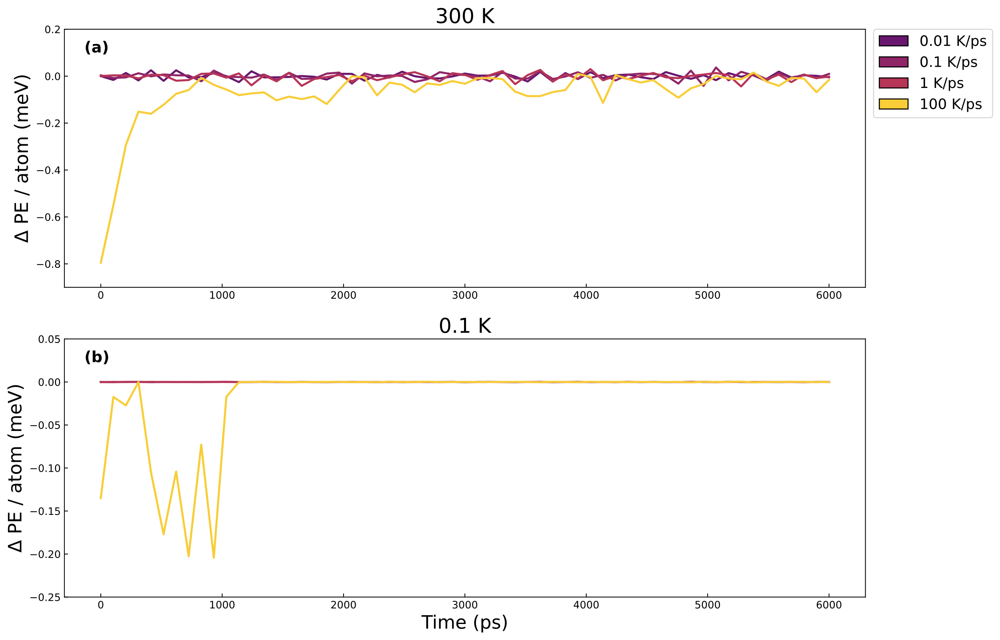 300 K
(a)
0.2
0.0
−0.2
−0.4
−0.6
−0.8
Δ PE / atom (meV)
0 1000 2000 3000 4000 5000 6000
0.01 K/ps
0.1 K/ps
1 K/ps
100 K/ps
0.1 K
(b)
0.05
0.00
−0.05
−0.10
−0.15
−0.20
−0.25
Δ PE / atom (meV)
0 1000 2000 3000 4000 5000 6000
Time (ps)